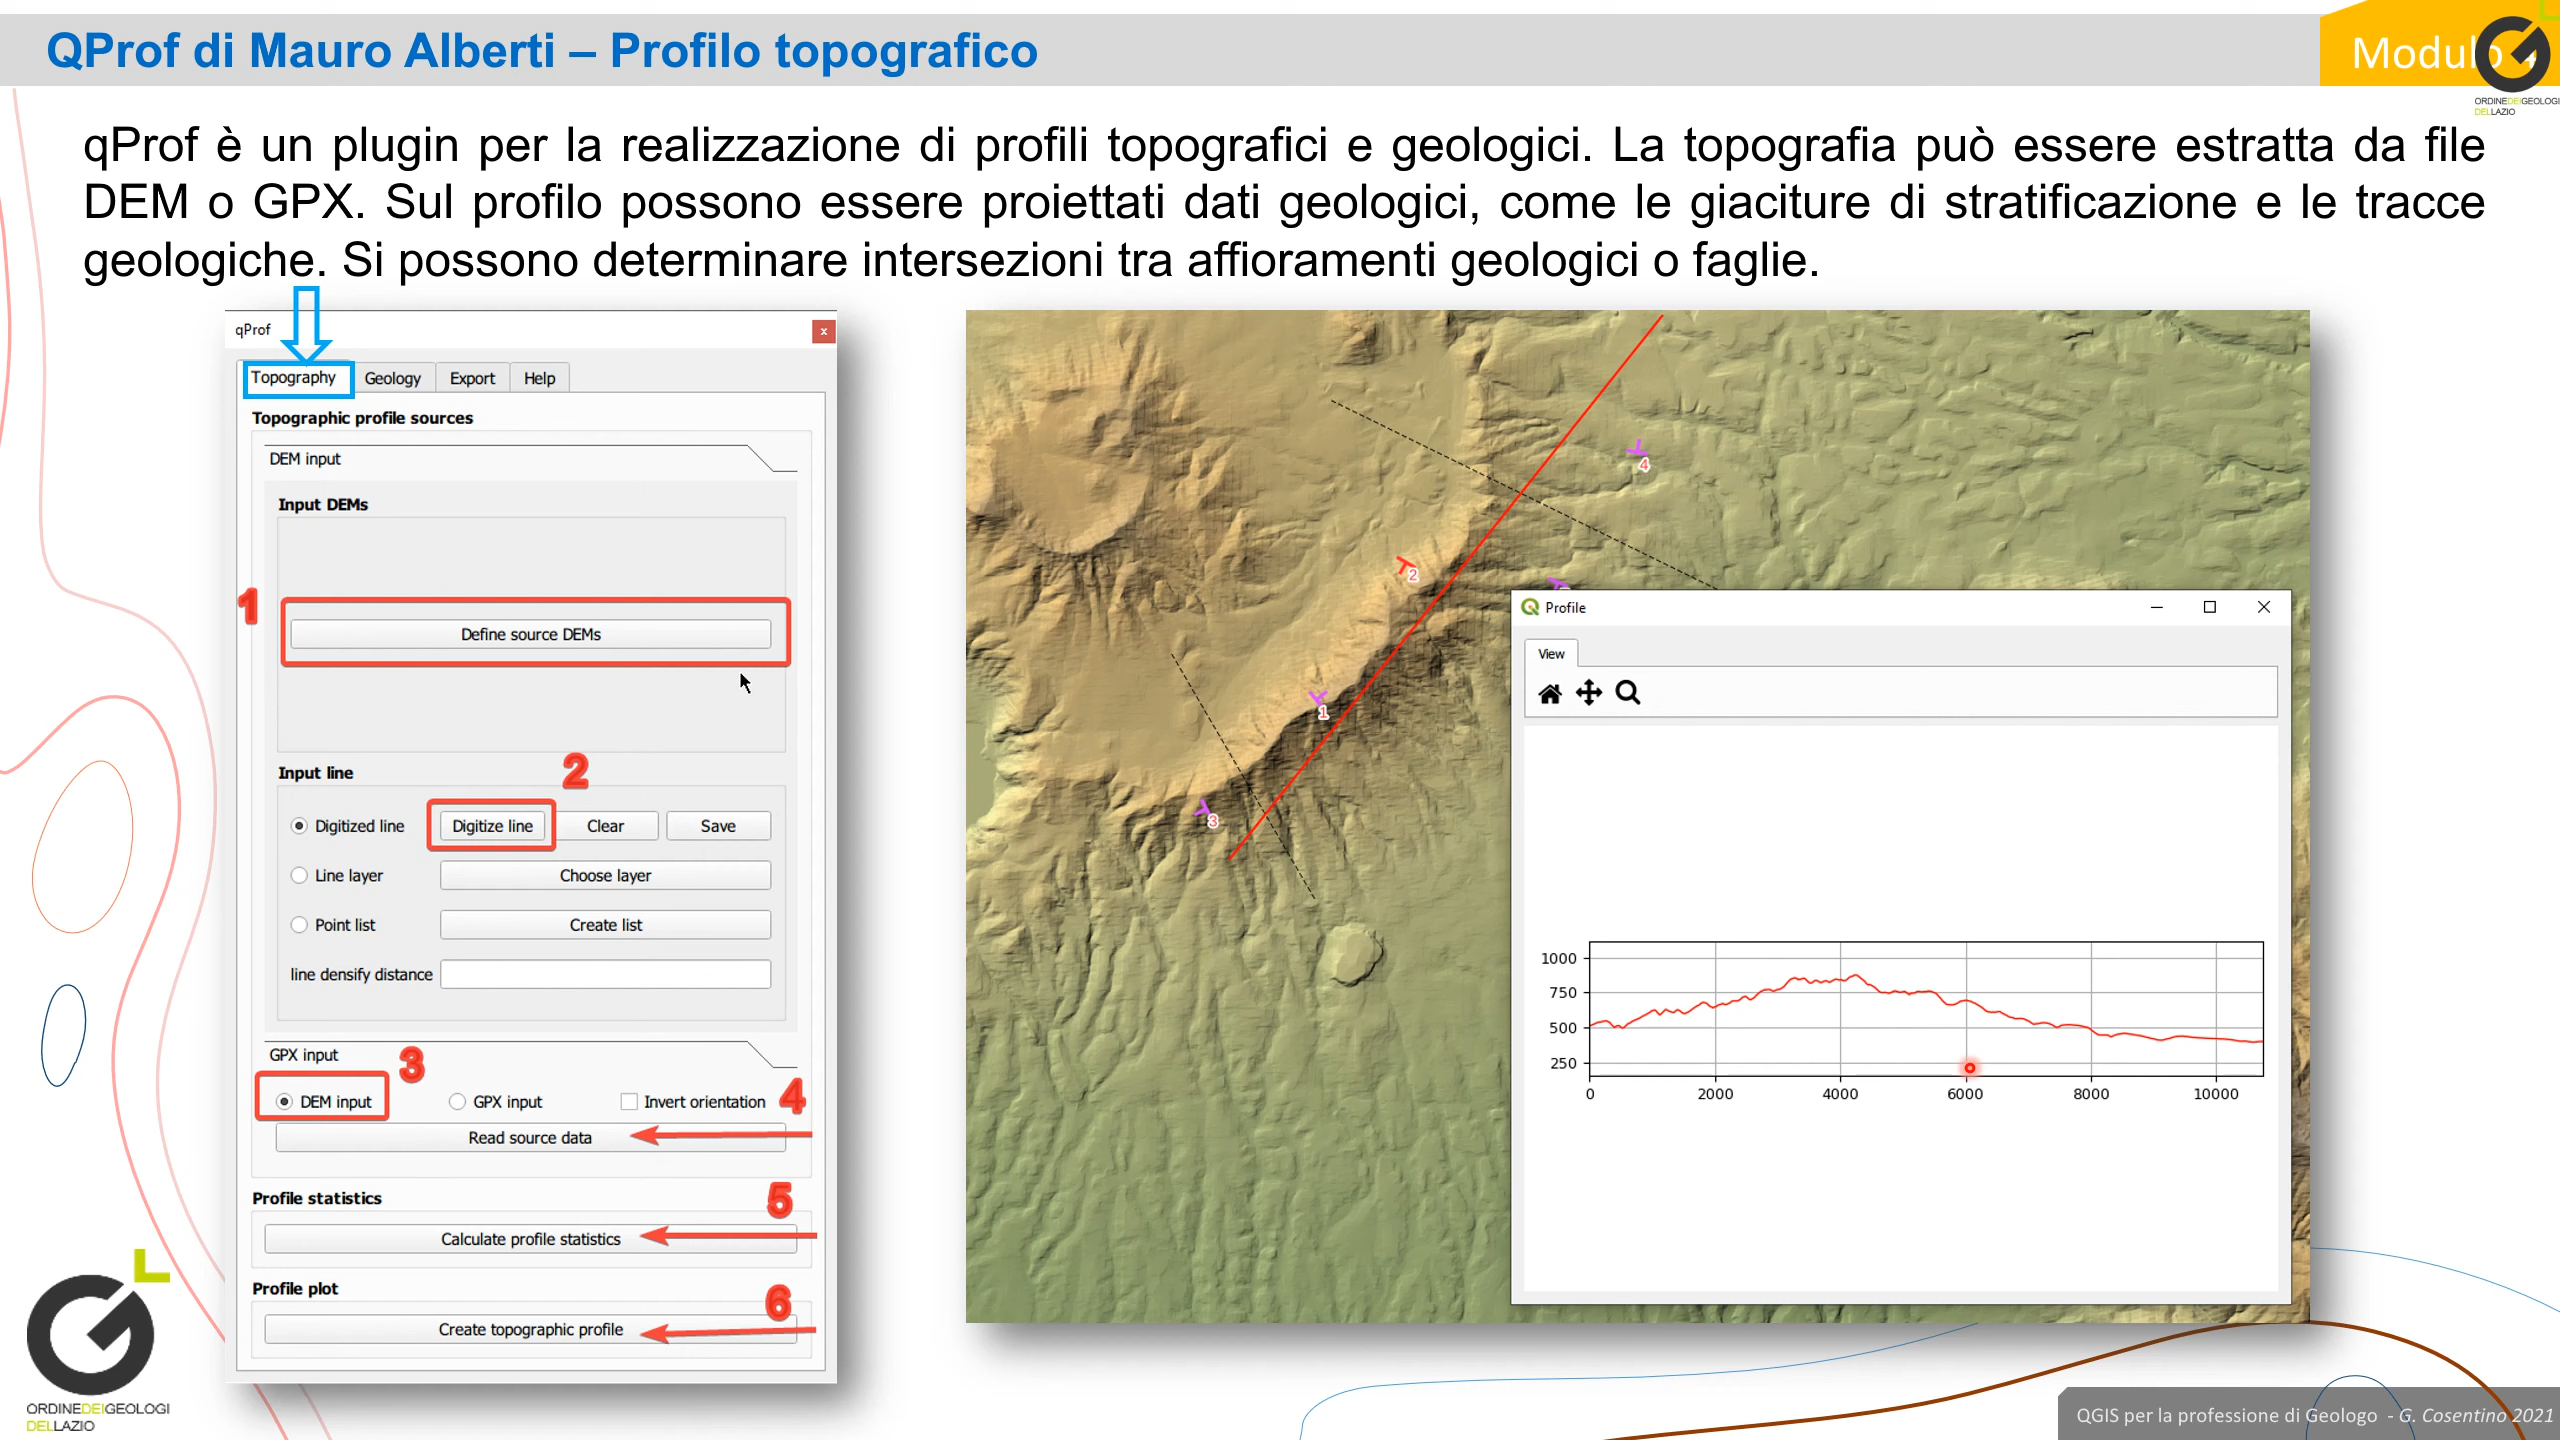 QProf di Mauro Alberti – Profilo topografico
Modulo
ORDINEDEIGEOLOGI
DELLAZIO
qProf è un plugin per la realizzazione di profili topografici e geologici. La topografia può essere estratta da file
DEM o GPX. Sul profilo possono essere proiettati dati geologici, come le giaciture di stratificazione e le tracce
geologiche. Si possono determinare intersezioni tra affioramenti geologici o faglie.
qProf
x
Topography
Geology
Export
Help
Topographic profile sources
DEM input
Input DEMs
1
Define source DEMs
2
Input line
Digitized line
Digitize line
Clear
Save
Line layer
Choose layer
Point list
Create list
line densify distance
GPX input
3
DEM input
GPX input
Invert orientation
4
Read source data
Profile statistics
5
Calculate profile statistics
Profile plot
6
Create topographic profile
4
2
1
3
Profile
View
1000
750
500
250
0 2000 4000 6000 8000 10000
ORDINEDEIGEOLOGI
DELLAZIO
QGIS per la professione di Geologo - G. Cosentino 2021